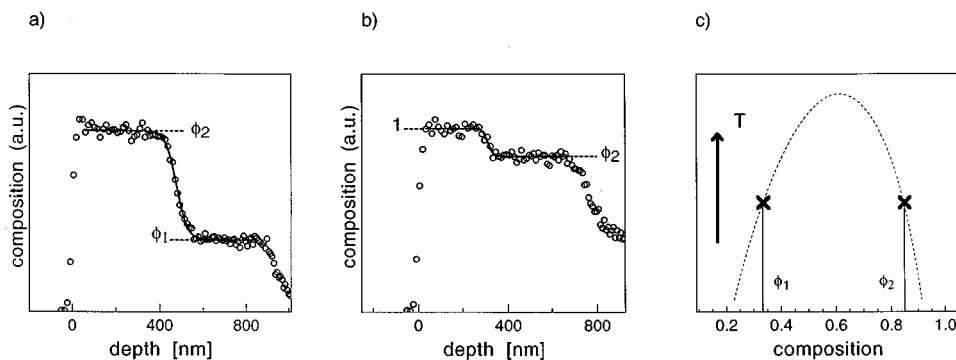 a)
b)
c)
composition (a.u.)
ϕ2
ϕ1
0
400
800
depth [nm]
composition (a.u.)
1
ϕ2
0
400
800
depth [nm]
T
ϕ1
ϕ2
0.2
0.4
0.6
0.8
1.0
composition